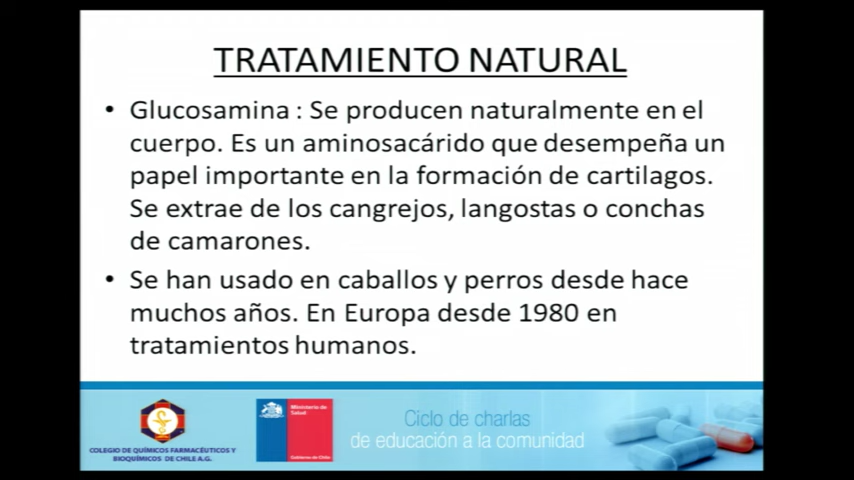 TRATAMIENTO NATURAL
• Glucosamina : Se producen naturalmente en el
cuerpo. Es un aminosacárido que desempeña un
papel importante en la formación de cartilagos.
Se extrae de los cangrejos, langostas o conchas
de camarones.
• Se han usado en caballos y perros desde hace
muchos años. En Europa desde 1980 en
tratamientos humanos.
COLEGIO DE QUÍMICOS FARMACÉUTICOS Y
BIOQUÍMICOS DE CHILE A.G.
Ministerio de
Salud
Gobierno de Chile
Ciclo de charlas
de educación a la comunidad